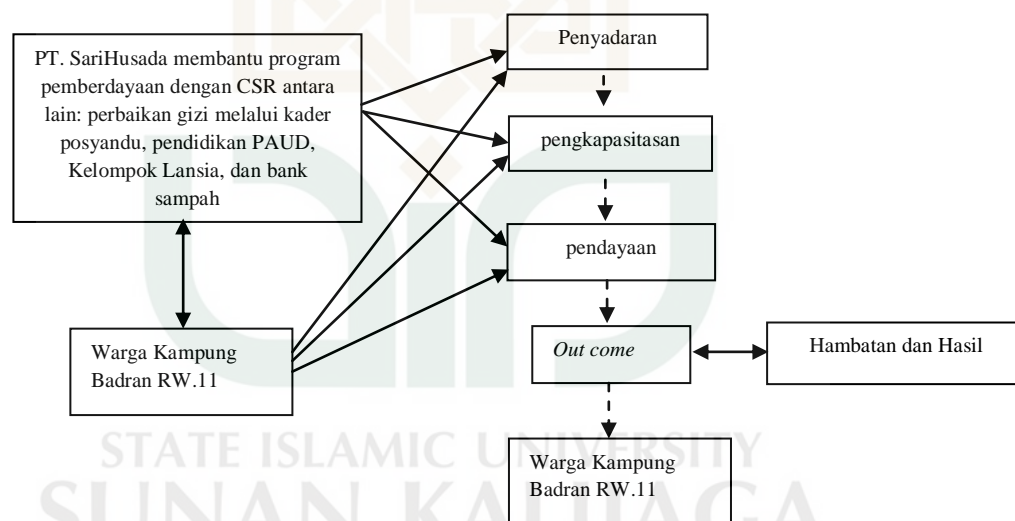 PT. SariHusada membantu program
pemberdayaan dengan CSR antara
lain: perbaikan gizi melalui kader
posyandu, pendidikan PAUD,
Kelompok Lansia, dan bank
sampah
Penyadaran
pengkapasitasan
pendayaan
Warga Kampung
Badran RW.11
Out come
Hambatan dan Hasil
Warga Kampung
Badran RW.11
STATE ISLAMIC UNIVERSITY
SUNAN KALIJAGA